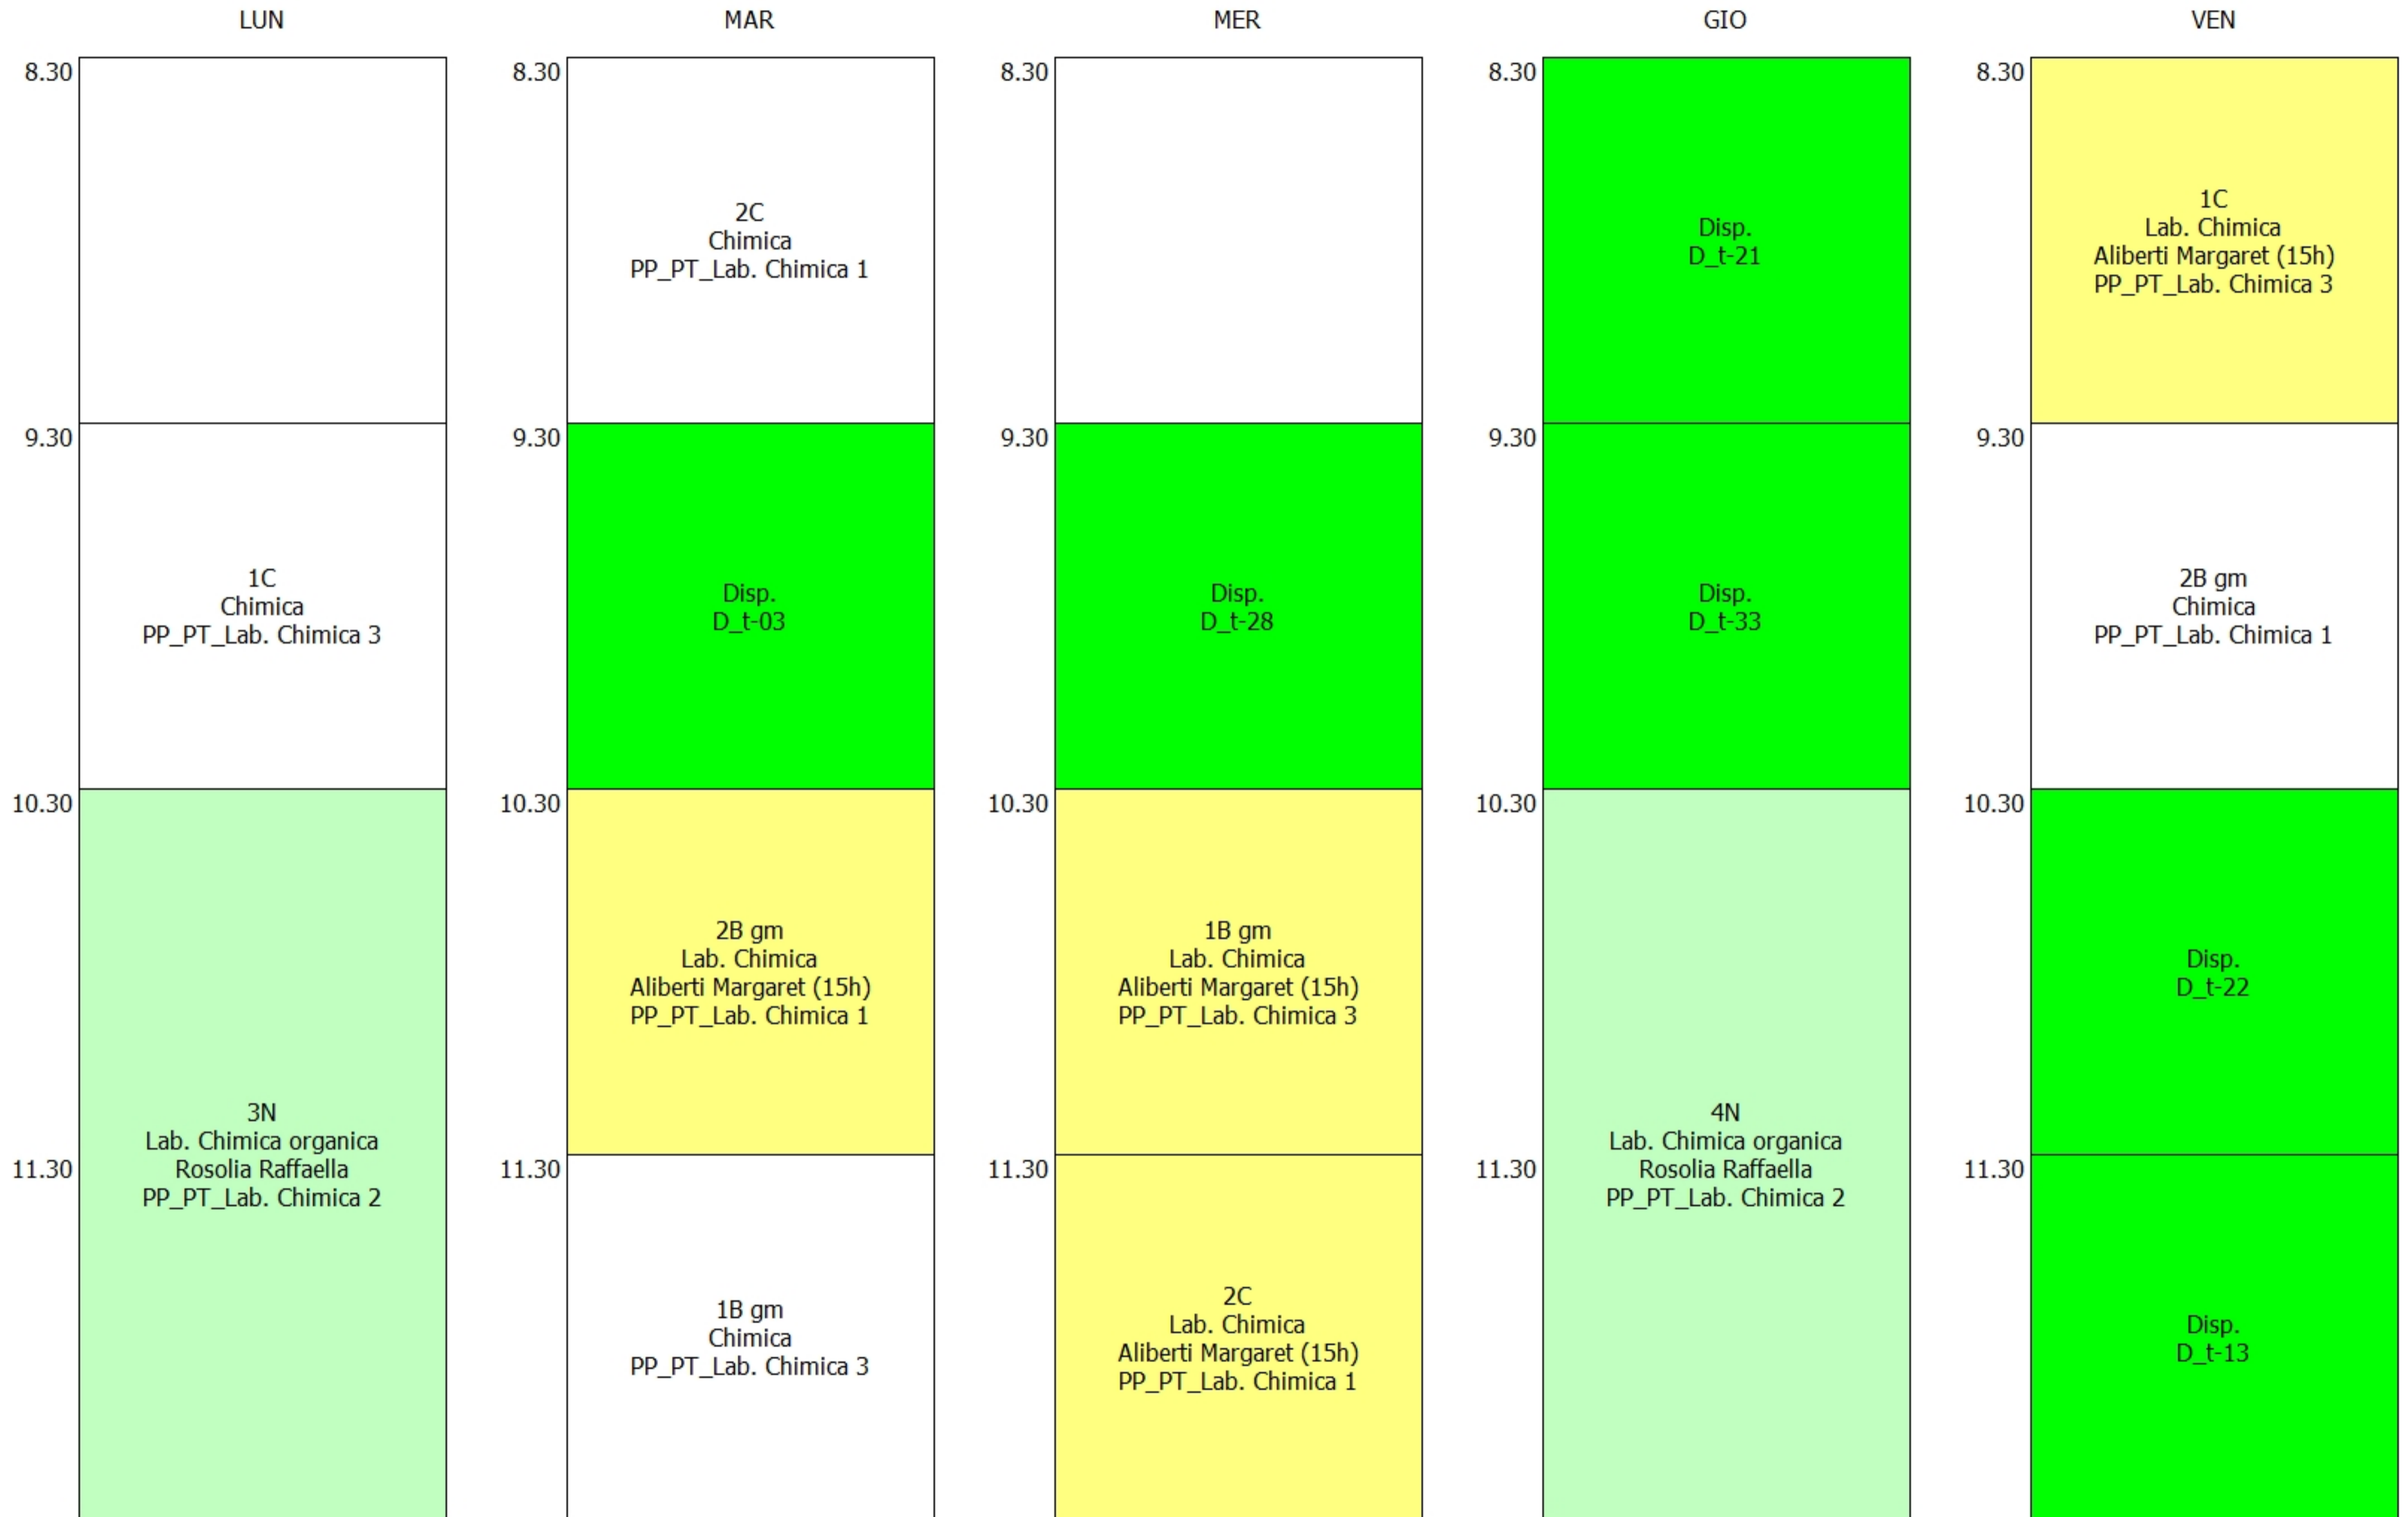 LUN
8.30
9.30
1C
Chimica
PP_PT_Lab. Chimica 3
10.30
3N
Lab. Chimica organica
Rosolia Raffaella
PP_PT_Lab. Chimica 2
11.30
MAR
8.30
2C
Chimica
PP_PT_Lab. Chimica 1
9.30
Disp.
D_t-03
10.30
2B gm
Lab. Chimica
Aliberti Margaret (15h)
PP_PT_Lab. Chimica 1
11.30
1B gm
Chimica
PP_PT_Lab. Chimica 3
MER
8.30
9.30
Disp.
D_t-28
10.30
1B gm
Lab. Chimica
Aliberti Margaret (15h)
PP_PT_Lab. Chimica 3
11.30
2C
Lab. Chimica
Aliberti Margaret (15h)
PP_PT_Lab. Chimica 1
GIO
8.30
Disp.
D_t-21
9.30
Disp.
D_t-33
10.30
4N
Lab. Chimica organica
Rosolia Raffaella
PP_PT_Lab. Chimica 2
11.30
VEN
8.30
1C
Lab. Chimica
Aliberti Margaret (15h)
PP_PT_Lab. Chimica 3
9.30
2B gm
Chimica
PP_PT_Lab. Chimica 1
10.30
Disp.
D_t-22
11.30
Disp.
D_t-13